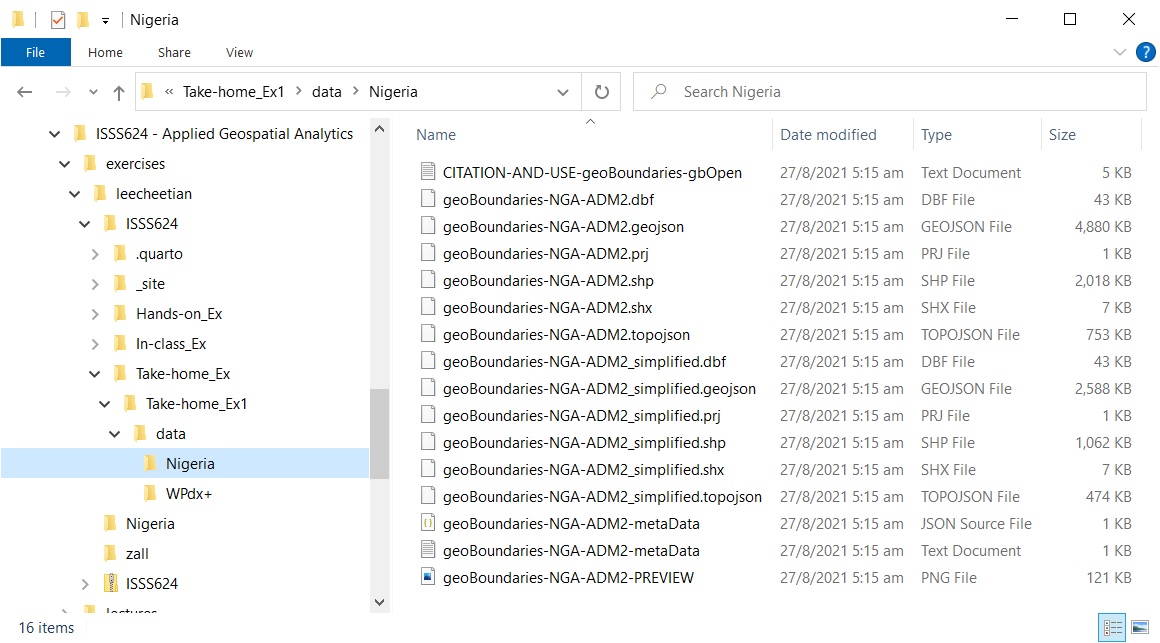 Nigeria
File Home Share View
« Take-home_Ex1 > data > Nigeria
Search Nigeria
ISSS624 - Applied Geospatial Analytics
exercises
leecheetian
ISSS624
.quarto
_site
Hands-on_Ex
In-class_Ex
Take-home_Ex
Take-home_Ex1
data
Nigeria
WPdx+
Nigeria
zall
ISSS624
lectures
Name Date modified Type Size
CITATION-AND-USE-geoBoundaries-gbOpen 27/8/2021 5:15 am Text Document 5 KB
geoBoundaries-NGA-ADM2.dbf 27/8/2021 5:15 am DBF File 43 KB
geoBoundaries-NGA-ADM2.geojson 27/8/2021 5:15 am GEOJSON File 4,880 KB
geoBoundaries-NGA-ADM2.prj 27/8/2021 5:15 am PRJ File 1 KB
geoBoundaries-NGA-ADM2.shp 27/8/2021 5:15 am SHP File 2,018 KB
geoBoundaries-NGA-ADM2.shx 27/8/2021 5:15 am SHX File 7 KB
geoBoundaries-NGA-ADM2.topojson 27/8/2021 5:15 am TOPOJSON File 753 KB
geoBoundaries-NGA-ADM2_simplified.dbf 27/8/2021 5:15 am DBF File 43 KB
geoBoundaries-NGA-ADM2_simplified.geojson 27/8/2021 5:15 am GEOJSON File 2,588 KB
geoBoundaries-NGA-ADM2_simplified.prj 27/8/2021 5:15 am PRJ File 1 KB
geoBoundaries-NGA-ADM2_simplified.shp 27/8/2021 5:15 am SHP File 1,062 KB
geoBoundaries-NGA-ADM2_simplified.shx 27/8/2021 5:15 am SHX File 7 KB
geoBoundaries-NGA-ADM2_simplified.topojson 27/8/2021 5:15 am TOPOJSON File 474 KB
geoBoundaries-NGA-ADM2-metaData 27/8/2021 5:15 am JSON Source File 1 KB
geoBoundaries-NGA-ADM2-metaData 27/8/2021 5:15 am Text Document 1 KB
geoBoundaries-NGA-ADM2-PREVIEW 27/8/2021 5:15 am PNG File 121 KB
16 items